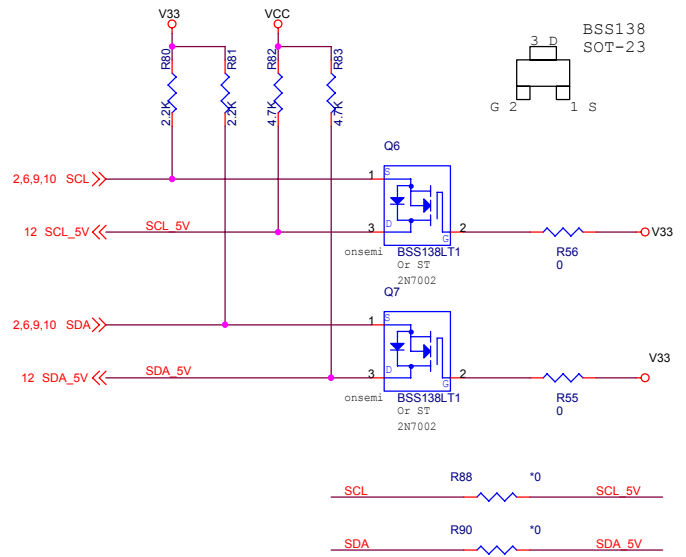 V33
VCC
BSS138
SOT-23
3 D
G 2
1 S
R80
2.2K
R81
2.2K
R82
4.7K
R83
4.7K
Q6
2,6,9,10 SCL
1
S
12 SCL_5V
SCL_5V
3
D
G
2
V33
onsemi
BSS138LT1
R56
Or ST
0
2N7002
Q7
2,6,9,10 SDA
1
S
V33
12 SDA_5V
SDA_5V
3
D
G
2
onsemi
BSS138LT1
R55
Or ST
0
2N7002
R88
*0
SCL
SCL_5V
R90
*0
SDA
SDA_5V